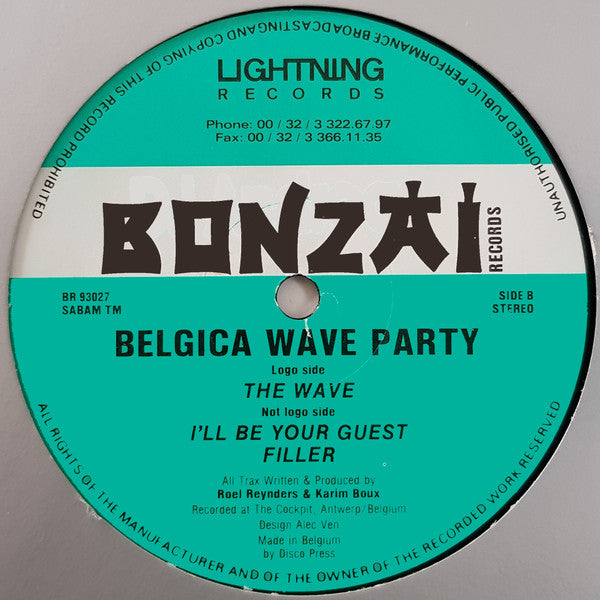 UNAUTHORISED PUBLIC PERFORMANCE BROADCASTING AND COPYING OF THIS RECORD PROHIBITED
LIGHTNING
RECORDS
Phone: 00 / 32 / 3 322.67.97
Fax: 00 / 32 / 3 366.11.35
BONZAI
RECORDS
BR 93027
SABAM TM
SIDE B
STEREO
BELGICA WAVE PARTY
Logo side
THE WAVE
Not logo side
I'LL BE YOUR GUEST
FILLER
All Trax Written & Produced by
Roel Reynders & Karim Boux
Recorded at The Cockpit, Antwerp/Belgium
Design Alec Ven
Made in Belgium
by Disco Press
ALL RIGHTS OF THE MANUFACTURER AND OF THE OWNER OF THE RECORDED WORK RESERVED